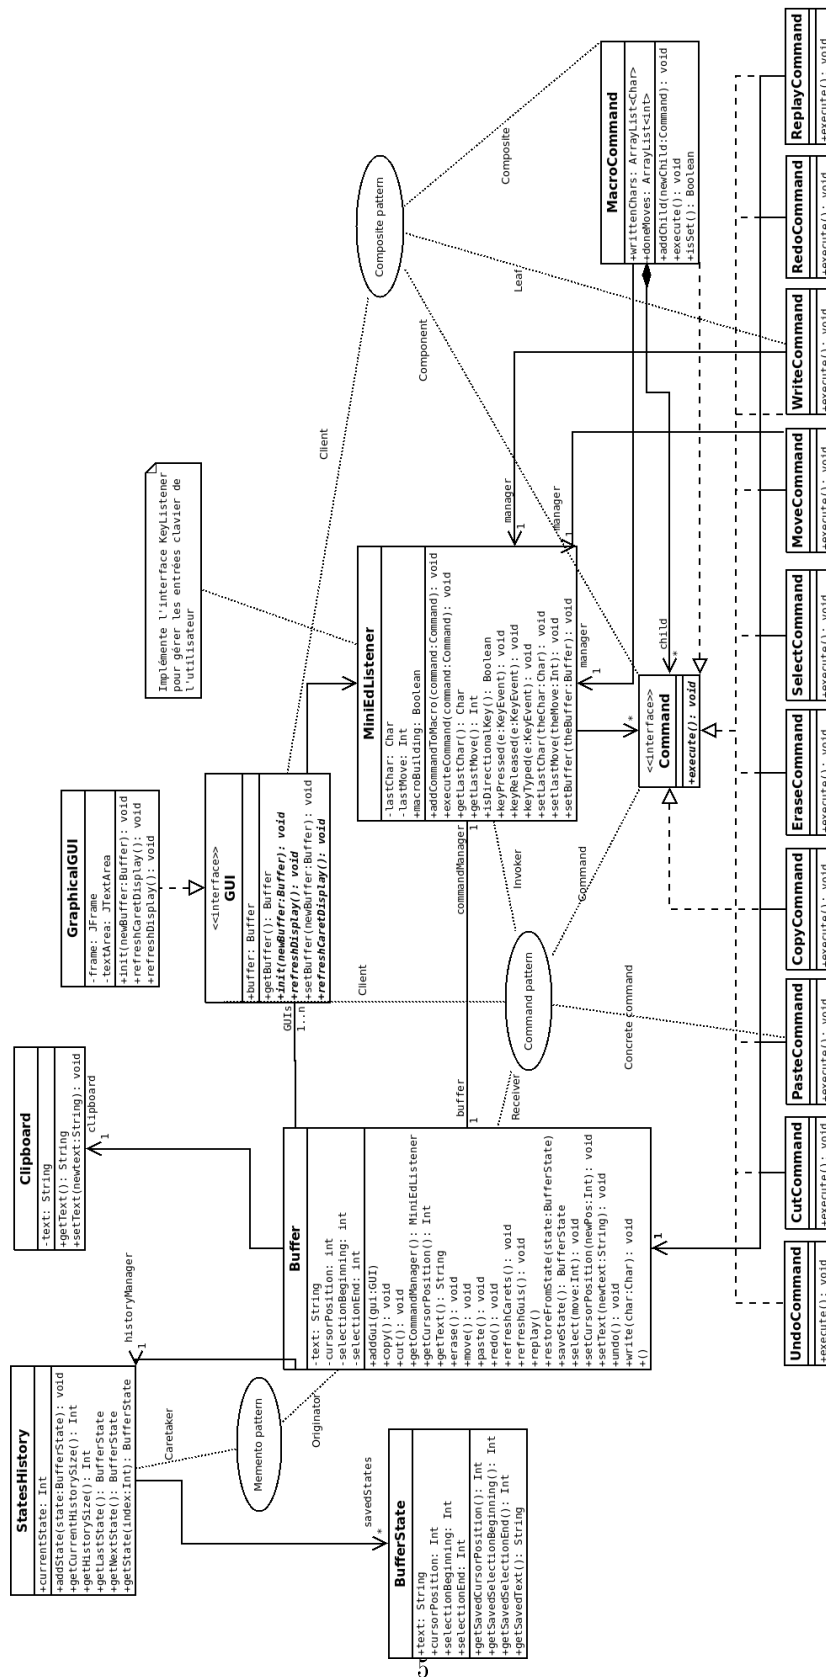 StatesHistory
+currentState: Int
+addState(state:BufferState): void
+getCurrentHistorySize(): Int
+getHistorySize(): Int
+getLastState(): BufferState
+getNextState(): BufferState
+getState(index:Int): BufferState
historyManager
1
Caretaker
Memento pattern
Originator
savedStates
*
BufferState
+text: String
+cursorPosition: Int
+selectionBeginning: Int
+selectionEnd: Int
+getSavedCursorPosition(): Int
+getSavedSelectionBeginning(): Int
+getSavedSelectionEnd(): Int
+getSavedText(): String
Clipboard
-text: String
+getText(): String
+setText(newtext:String): void
clipboard
1
Buffer
-text: String
-cursorPosition: int
-selectionBeginning: int
-selectionEnd: int
+addGui(gui:GUI)
+copy(): void
+cut(): void
+getCommandManager(): MiniEdListener
+getCursorPosition(): Int
+getText(): String
+erase(): void
+move(): void
+paste(): void
+redo(): void
+refreshCarets(): void
+refreshGuis(): void
+replay()
+restoreFromState(state:BufferState)
+saveState(): BufferState
+select(move:Int): void
+setCursorPosition(newPos:Int): void
+setText(newtext:String): void
+undo(): void
+write(char:Char): void
+()
1
GraphicalGUI
-frame: JFrame
-textArea: JTextArea
+init(newBuffer:Buffer): void
+refreshCaretDisplay(): void
+refreshDisplay(): void
<<interface>>
GUI
+buffer: Buffer
+getBuffer(): Buffer
+init(newBuffer:Buffer): void
+refreshDisplay(): void
+setBuffer(newBuffer:Buffer): void
+refreshCaretDisplay(): void
GUIs
1..n
Client
buffer
1
commandManager
1
Receiver
Command pattern
Invoker
Command
Concrete command
Implémente l'interface KeyListener
pour gérer les entrées clavier de
l'utilisateur
MiniEdListener
-lastChar: Char
-lastMove: Int
+macroBuilding: Boolean
+addCommandToMacro(command:Command): void
+executeCommand(command:Command): void
+getLastChar(): Char
+getLastMove(): Int
+isDirectionalKey(): Boolean
+keyPressed(e:KeyEvent): void
+keyReleased(e:KeyEvent): void
+keyTyped(e:KeyEvent): void
+setLastChar(theChar:Char): void
+setlastMove(theMove:Int): void
+setBuffer(theBuffer:Buffer): void
manager
1
manager
1
manager
1
*
<<interface>>
Command
+execute(): void
child
*
Client
Composite pattern
Component
Leaf
Composite
MacroCommand
+writtenChars: ArrayList<Char>
+doneMoves: ArrayList<int>
+addChild(newChild:Command): void
+execute(): void
+isSet(): Boolean
UndoCommand
+execute(): void
CutCommand
+execute(): void
PasteCommand
+execute(): void
CopyCommand
+execute(): void
EraseCommand
+execute(): void
SelectCommand
+execute(): void
MoveCommand
+execute(): void
WriteCommand
+execute(): void
RedoCommand
+execute(): void
ReplayCommand
+execute(): void
5